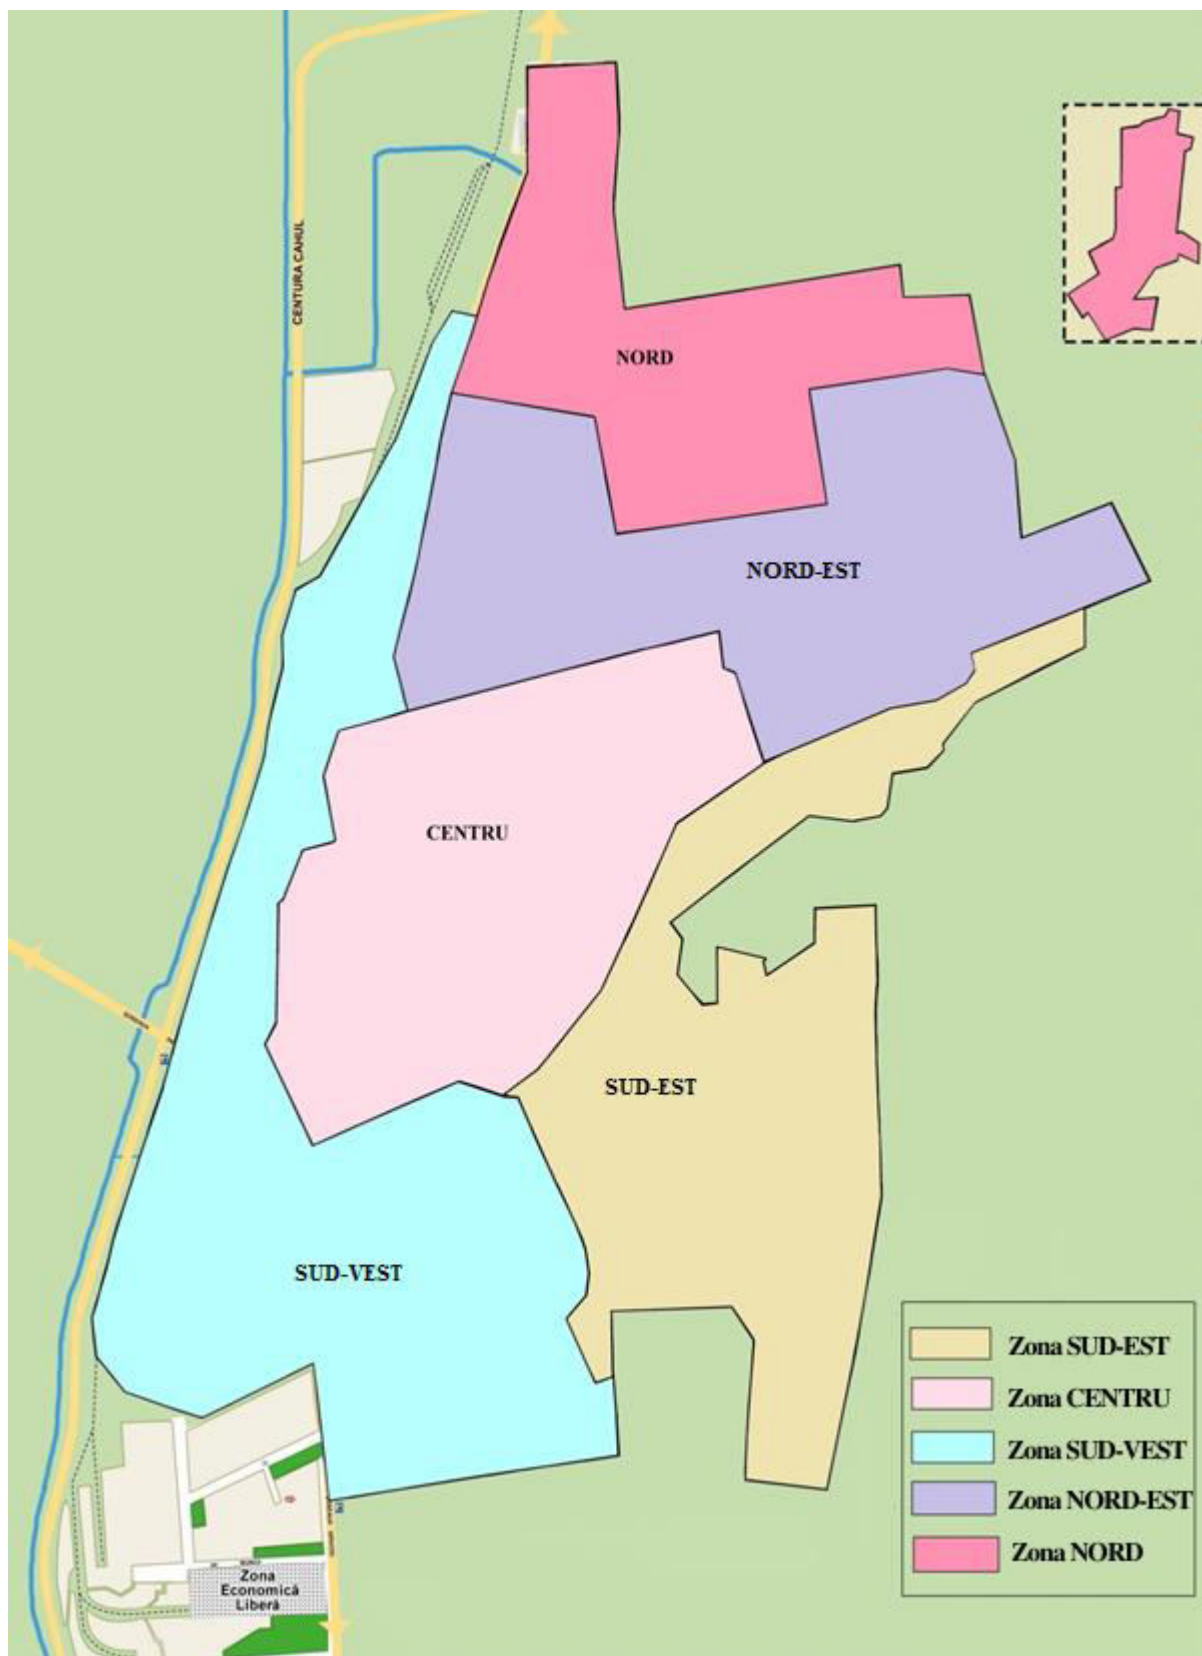 CENTURA CAHUL
NORD
NORD-EST
CENTRU
SUD-EST
SUD-VEST
Zona SUD-EST
Zona CENTRU
Zona SUD-VEST
Zona NORD-EST
Zona NORD
Zona
Economică
Liberă